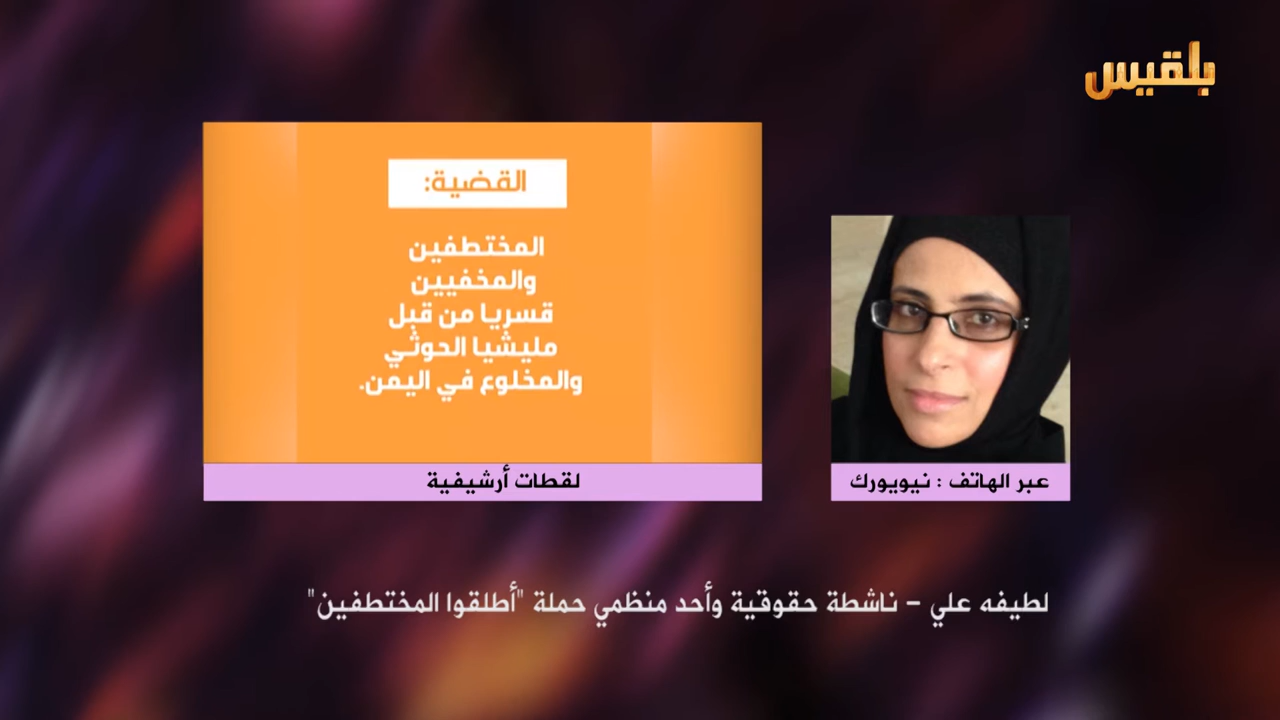 بلقيس
القضية:
المختطفين
والمخفيين
قسريا من قبل
مليشيا الحوثي
والمخلوع في اليمن.
لقطات أرشيفية
عبر الهاتف : نيويورك
لطيفه علي - ناشطة حقوقية وأحد منظمي حملة "أطلقوا المختطفين"